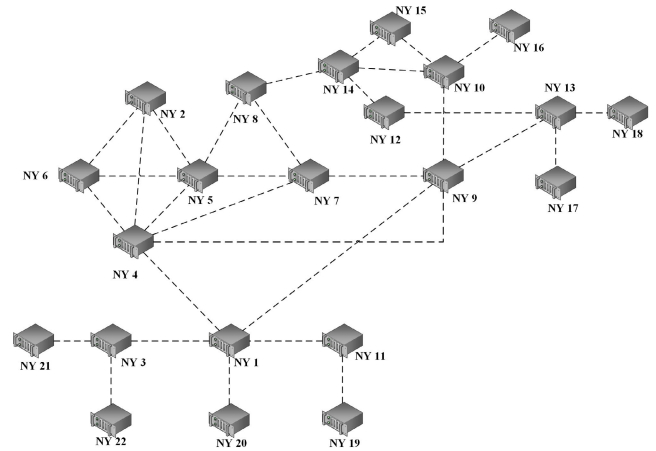 NY 15
NY 16
NY 14
NY 10
NY 2
NY 8
NY 12
NY 13
NY 18
NY 6
NY 5
NY 7
NY 9
NY 17
NY 4
NY 21
NY 3
NY 1
NY 11
NY 22
NY 20
NY 19